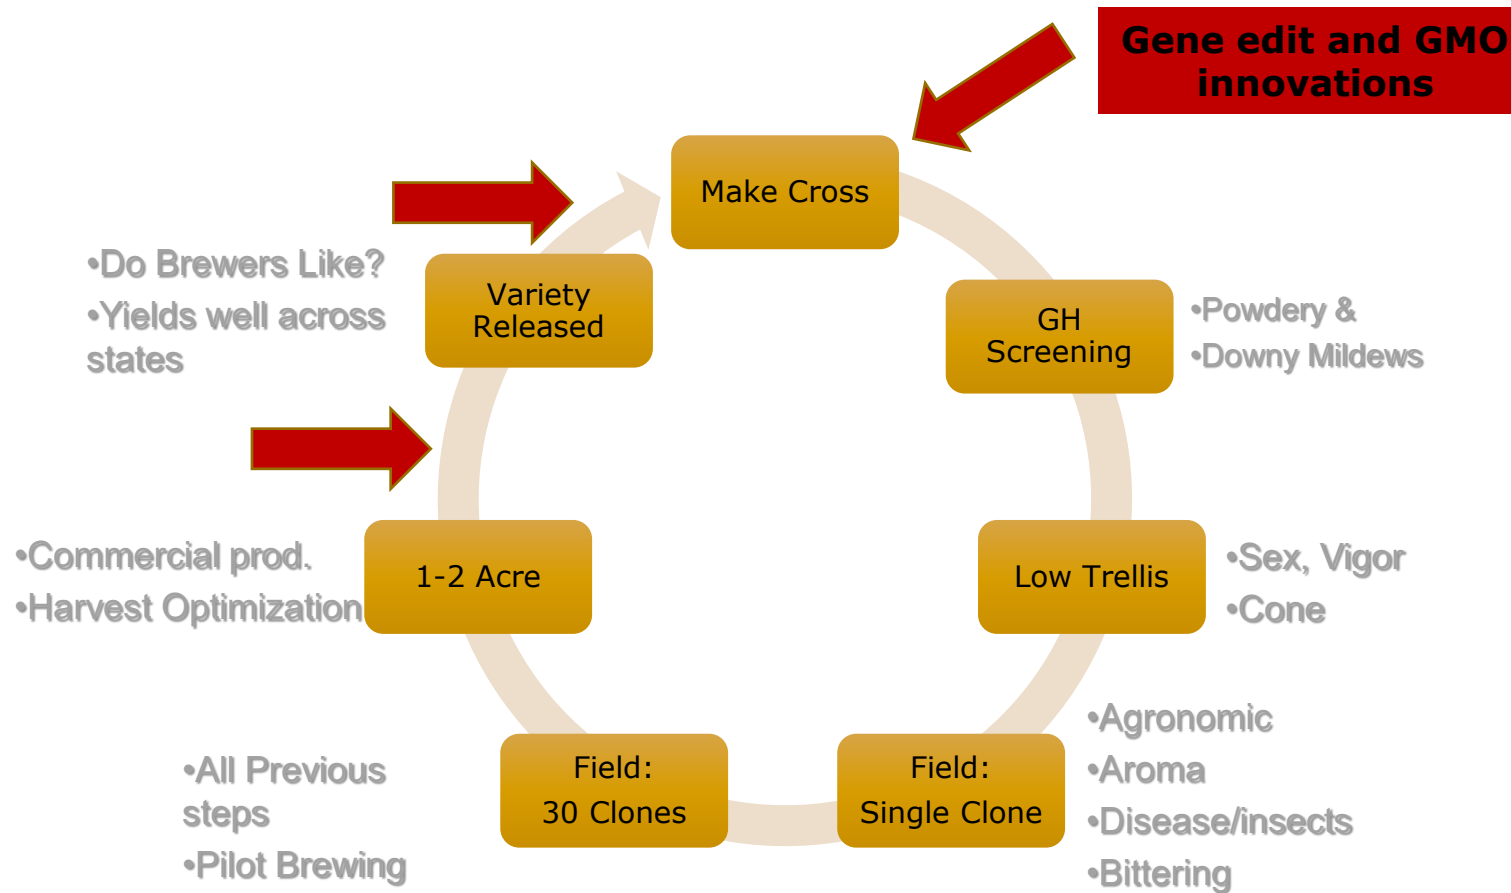 Gene edit and GMO
innovations
Make Cross
GH
Screening
•Powdery &
•Downy Mildews
Low Trellis
•Sex, Vigor
•Cone
Field:
Single Clone
•Agronomic
•Aroma
•Disease/insects
•Bittering
Field:
30 Clones
•All Previous
steps
•Pilot Brewing
1-2 Acre
•Commercial prod.
•Harvest Optimization
Variety
Released
•Do Brewers Like?
•Yields well across
states